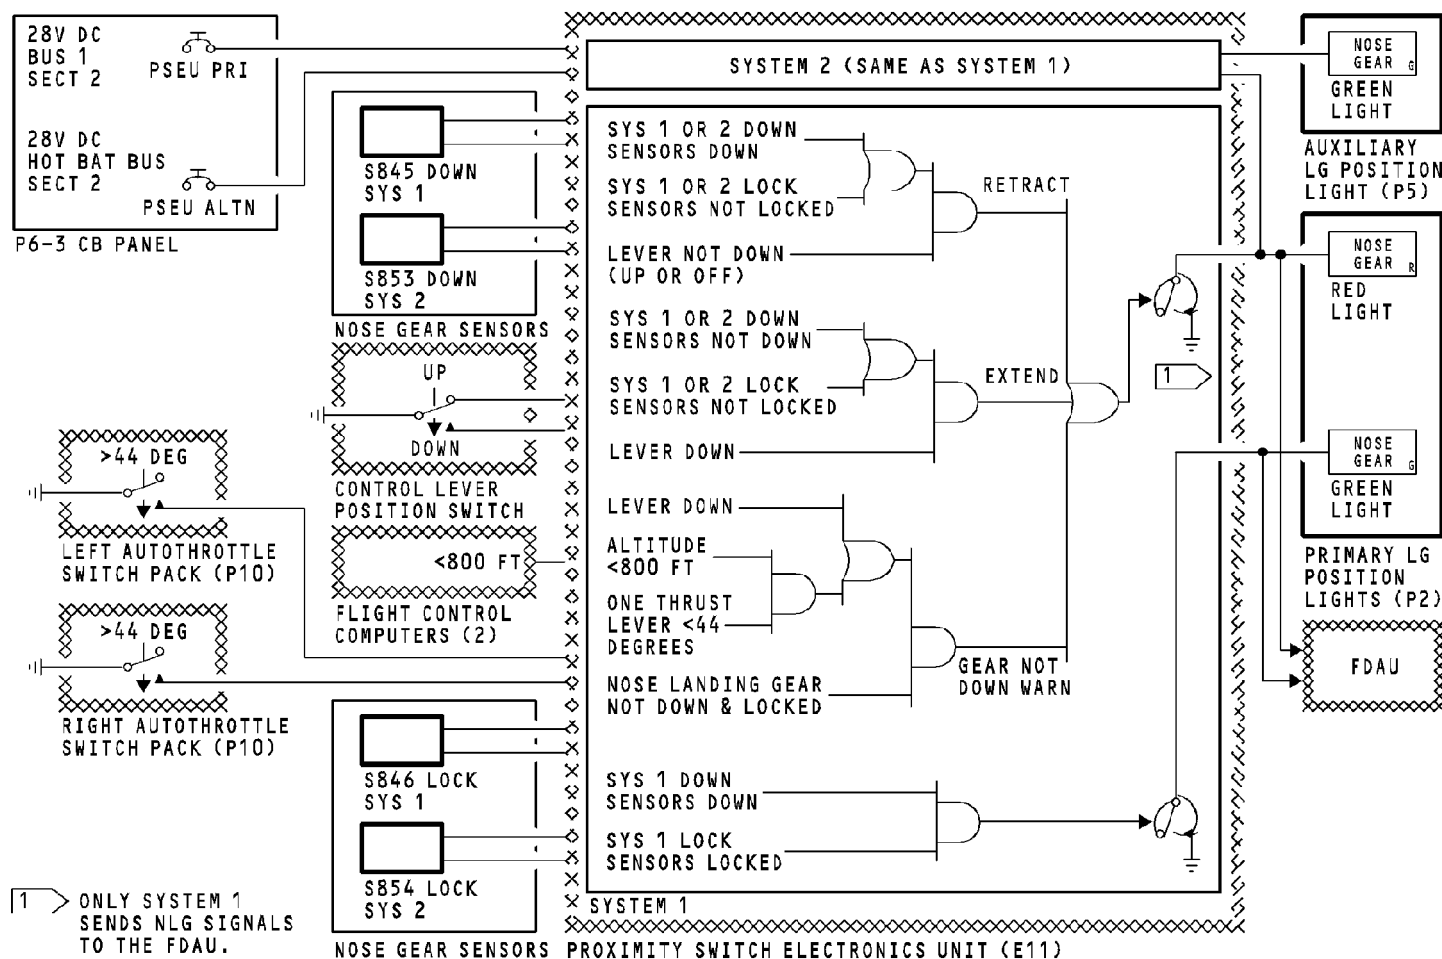 28V DC
BUS 1
SECT 2
PSEU PRI
28V DC
HOT BAT BUS
SECT 2
PSEU ALTN
P6-3 CB PANEL
S845 DOWN
SYS 1
S853 DOWN
SYS 2
NOSE GEAR SENSORS
UP
DOWN
CONTROL LEVER
POSITION SWITCH
>44 DEG
LEFT AUTOTHROTTLE
SWITCH PACK (P10)
<800 FT
FLIGHT CONTROL
COMPUTERS (2)
>44 DEG
RIGHT AUTOTHROTTLE
SWITCH PACK (P10)
S846 LOCK
SYS 1
S854 LOCK
SYS 2
NOSE GEAR SENSORS
1
ONLY SYSTEM 1
SENDS NLG SIGNALS
TO THE FDAU.
SYSTEM 2 (SAME AS SYSTEM 1)
SYS 1 OR 2 DOWN
SENSORS DOWN
SYS 1 OR 2 LOCK
SENSORS NOT LOCKED
LEVER NOT DOWN
(UP OR OFF)
RETRACT
SYS 1 OR 2 DOWN
SENSORS NOT DOWN
SYS 1 OR 2 LOCK
SENSORS NOT LOCKED
LEVER DOWN
EXTEND
1
LEVER DOWN
ALTITUDE
<800 FT
ONE THRUST
LEVER <44
DEGREES
NOSE LANDING GEAR
NOT DOWN & LOCKED
GEAR NOT
DOWN WARN
SYS 1 DOWN
SENSORS DOWN
SYS 1 LOCK
SENSORS LOCKED
SYSTEM 1
PROXIMITY SWITCH ELECTRONICS UNIT (E11)
NOSE
GEAR G
GREEN
LIGHT
AUXILIARY
LG POSITION
LIGHT (P5)
NOSE
GEAR R
RED
LIGHT
NOSE
GEAR G
GREEN
LIGHT
PRIMARY LG
POSITION
LIGHTS (P2)
FDAU